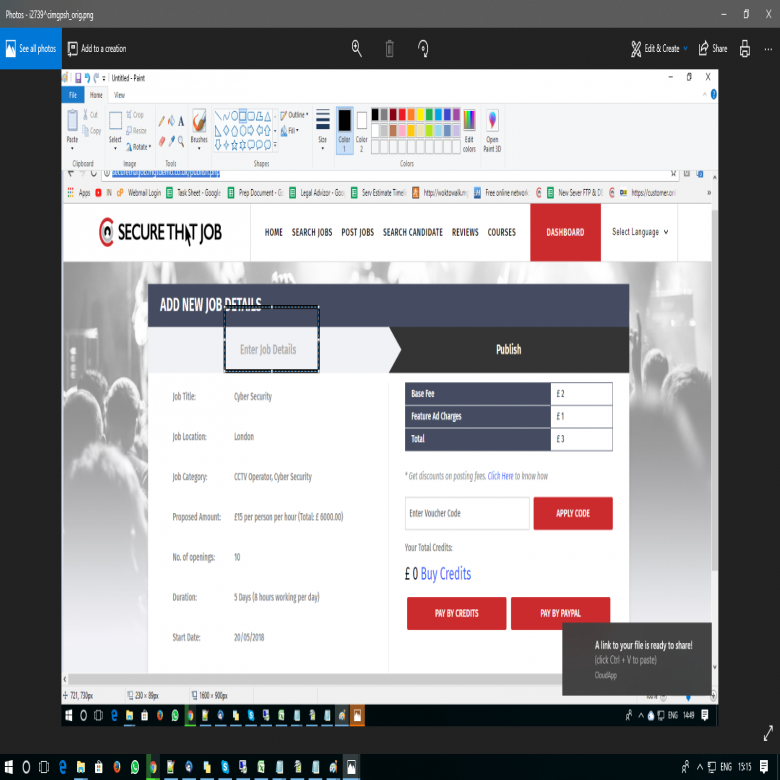 Photos - i2739^cimgpsh_orig.png
See all photos
Add to a creation
Edit & Create
Share
Untitled - Paint
File
Home
View
Paste
Cut
Copy
Clipboard
Select
Crop
Resize
Rotate
Image
Tools
Brushes
Shapes
Outline
Fill
Size
Color 1
Color 2
Colors
Edit colors
Open Paint 3D
Apps
IN
Webmail Login
Task Sheet - Google
Prep Document - G
Legal Advisor - Goo
Serv Estimate Time
http://woktowalk.m
Free online network
New Sever FTP & D
https://customer.on
SECURE THAT JOB
HOME
SEARCH JOBS
POST JOBS
SEARCH CANDIDATE
REVIEWS
COURSES
DASHBOARD
Select Language
ADD NEW JOB DETAILS
Enter Job Details
Publish
Job Title: Cyber Security
Job Location: London
Job Category: CCTV Operator, Cyber Security
Proposed Amount: £15 per person per hour (Total: £ 6000.00)
No. of openings: 10
Duration: 5 Days (8 hours working per day)
Start Date: 20/05/2018
Base Fee £ 2
Feature Ad Charges £ 1
Total £ 3
* Get discounts on posting fees. Click Here to know how
Enter Voucher Code
APPLY CODE
Your Total Credits:
£ 0 Buy Credits
PAY BY CREDITS
PAY BY PAYPAL
A link to your file is ready to share!
(click Ctrl + V to paste)
CloudApp
721, 730px
230 × 89px
1600 × 900px
100%
ENG
14:49
ENG
15:15